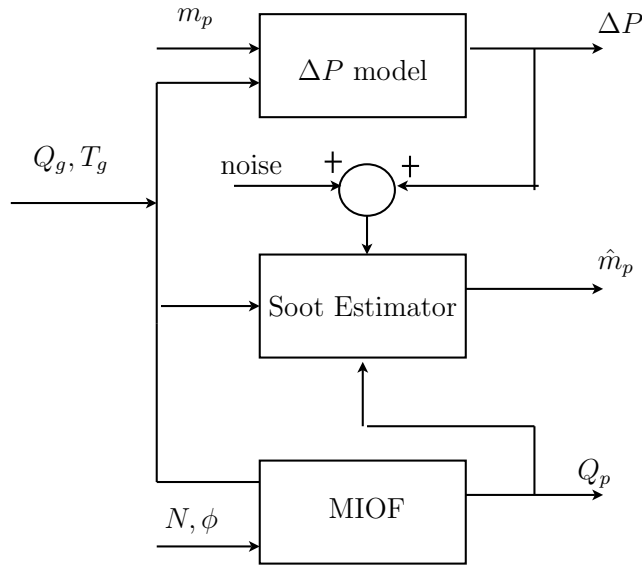 m_p
ΔP
ΔP model
Q_g, T_g
noise
+
+
m̂_p
Soot Estimator
Q_p
N, ϕ
MIOF